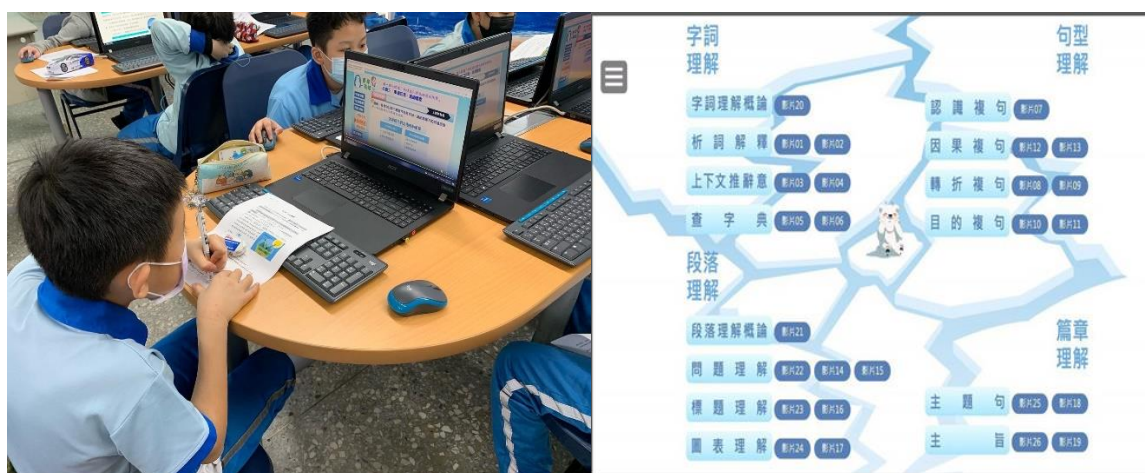 字詞
理解
字詞理解概論 影片20
析詞解釋 影片01 影片02
上下文推辭意 影片03 影片04
查字典 影片05 影片06
句型
理解
認識複句 影片07
因果複句 影片12 影片13
轉折複句 影片08 影片09
目的複句 影片10 影片11
段落
理解
段落理解概論 影片21
問題理解 影片22 影片14 影片15
標題理解 影片23 影片16
圖表理解 影片24 影片17
篇章
理解
主題句 影片25 影片18
主旨 影片26 影片19